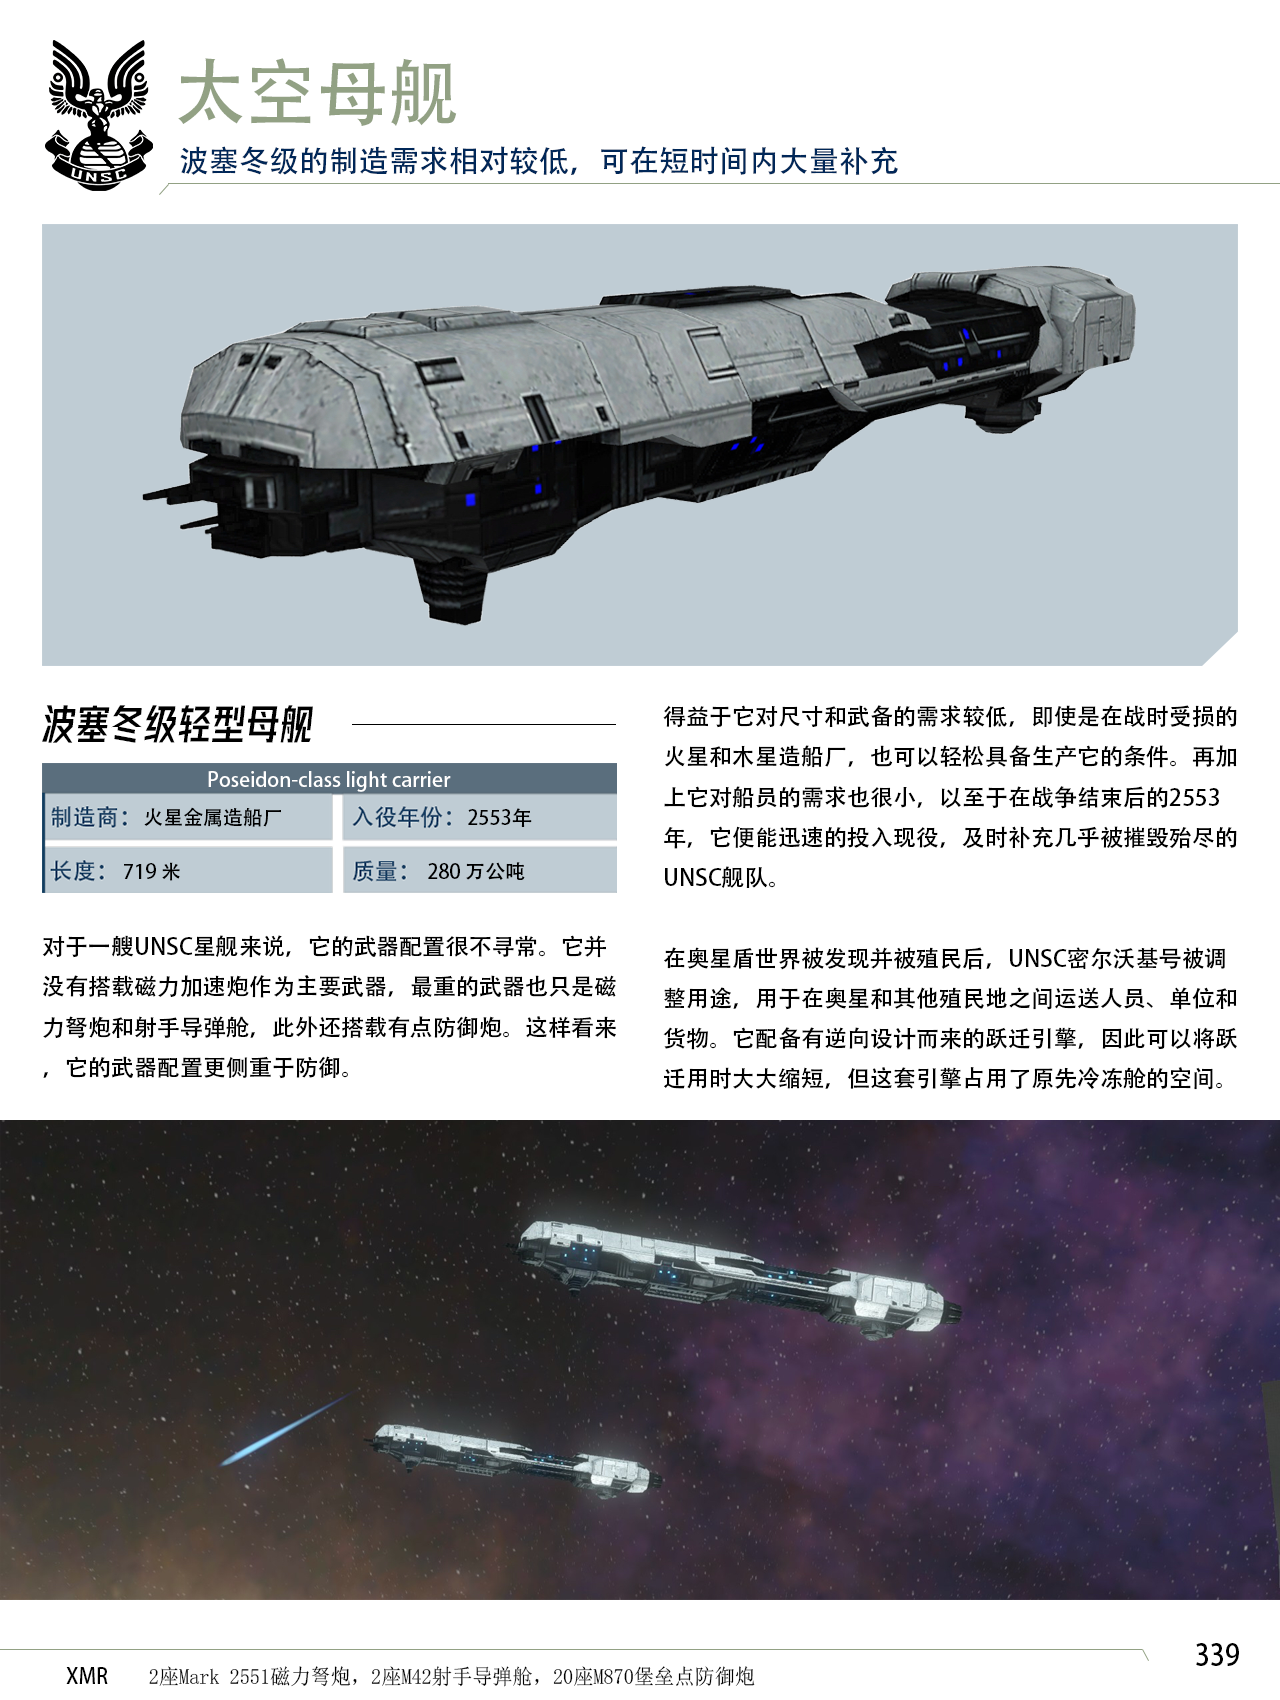 UNSC
太空母舰
波塞冬级的制造需求相对较低，可在短时间内大量补充
波塞冬级轻型母舰
Poseidon-class light carrier
制造商：火星金属造船厂
入役年份：2553年
长度：719 米
质量： 280 万公吨
对于一艘UNSC星舰来说，它的武器配置很不寻常。它并
没有搭载磁力加速炮作为主要武器，最重的武器也只是磁
力弩炮和射手导弹舱，此外还搭载有点防御炮。这样看来
，它的武器配置更侧重于防御。
得益于它对尺寸和武备的需求较低，即使是在战时受损的
火星和木星造船厂，也可以轻松具备生产它的条件。再加
上它对船员的需求也很小，以至于在战争结束后的2553
年，它便能迅速的投入现役，及时补充几乎被摧毁殆尽的
UNSC舰队。
在奥星盾世界被发现并被殖民后，UNSC密尔沃基号被调
整用途，用于在奥星和其他殖民地之间运送人员、单位和
货物。它配备有逆向设计而来的跃迁引擎，因此可以将跃
迁用时大大缩短，但这套引擎占用了原先冷冻舱的空间。
339
XMR 2座Mark 2551磁力弩炮，2座M42射手导弹舱，20座M870堡垒点防御炮